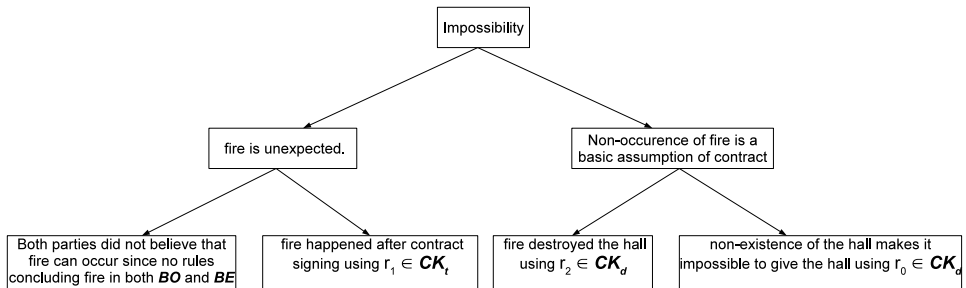 Impossibility
fire is unexpected.
Non-occurence of fire is a
basic assumption of contract
Both parties did not believe that
fire can occur since no rules
concluding fire in both BO and BE
fire happened after contract
signing using r₁ ∈ CKₜ
fire destroyed the hall
using r₂ ∈ CK_d
non-existence of the hall makes it
impossible to give the hall using r₀ ∈ CK_d